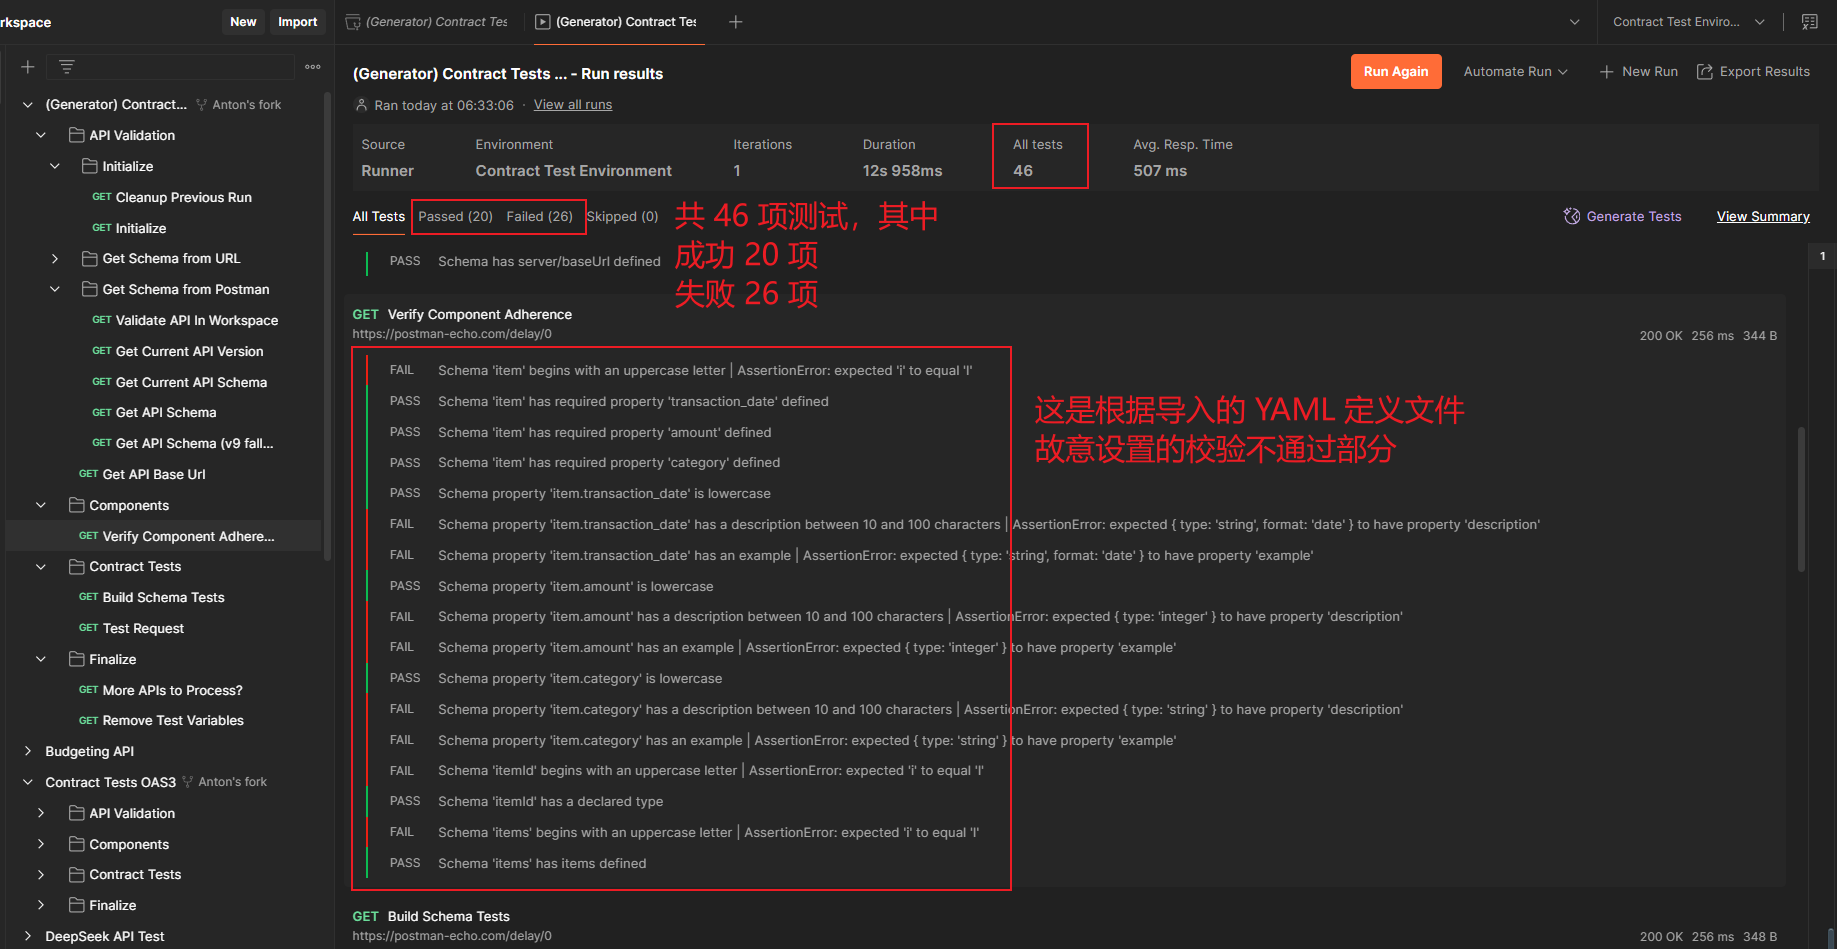 rkspace
New
Import
(Generator) Contract Tes
(Generator) Contract Tes
Contract Test Enviro...
(Generator) Contract...
Anton's fork
API Validation
Initialize
GET Cleanup Previous Run
GET Initialize
Get Schema from URL
Get Schema from Postman
GET Validate API In Workspace
GET Get Current API Version
GET Get Current API Schema
GET Get API Schema
GET Get API Schema (v9 fall...
GET Get API Base Url
Components
GET Verify Component Adhere...
Contract Tests
GET Build Schema Tests
GET Test Request
Finalize
GET More APIs to Process?
GET Remove Test Variables
Budgeting API
Contract Tests OAS3
Anton's fork
API Validation
Components
Contract Tests
Finalize
DeepSeek API Test
(Generator) Contract Tests ... - Run results
Run Again
Automate Run
New Run
Export Results
Ran today at 06:33:06 · View all runs
Source
Environment
Iterations
Duration
All tests
Avg. Resp. Time
Runner
Contract Test Environment
1
12s 958ms
46
507 ms
All Tests
Passed (20)
Failed (26)
Skipped (0)
Generate Tests
View Summary
共 46 项测试，其中
成功 20 项
失败 26 项
1
PASS Schema has server/baseUrl defined
GET Verify Component Adherence
https://postman-echo.com/delay/0
200 OK 256 ms 344 B
FAIL Schema 'item' begins with an uppercase letter | AssertionError: expected 'i' to equal 'I'
PASS Schema 'item' has required property 'transaction_date' defined
PASS Schema 'item' has required property 'amount' defined
PASS Schema 'item' has required property 'category' defined
PASS Schema property 'item.transaction_date' is lowercase
FAIL Schema property 'item.transaction_date' has a description between 10 and 100 characters | AssertionError: expected { type: 'string', format: 'date' } to have property 'description'
FAIL Schema property 'item.transaction_date' has an example | AssertionError: expected { type: 'string', format: 'date' } to have property 'example'
PASS Schema property 'item.amount' is lowercase
FAIL Schema property 'item.amount' has a description between 10 and 100 characters | AssertionError: expected { type: 'integer' } to have property 'description'
FAIL Schema property 'item.amount' has an example | AssertionError: expected { type: 'integer' } to have property 'example'
PASS Schema property 'item.category' is lowercase
FAIL Schema property 'item.category' has a description between 10 and 100 characters | AssertionError: expected { type: 'string' } to have property 'description'
FAIL Schema property 'item.category' has an example | AssertionError: expected { type: 'string' } to have property 'example'
FAIL Schema 'itemId' begins with an uppercase letter | AssertionError: expected 'i' to equal 'I'
PASS Schema 'itemId' has a declared type
FAIL Schema 'items' begins with an uppercase letter | AssertionError: expected 'i' to equal 'I'
PASS Schema 'items' has items defined
这是根据导入的 YAML 定义文件
故意设置的校验不通过部分
GET Build Schema Tests
https://postman-echo.com/delay/0
200 OK 256 ms 348 B